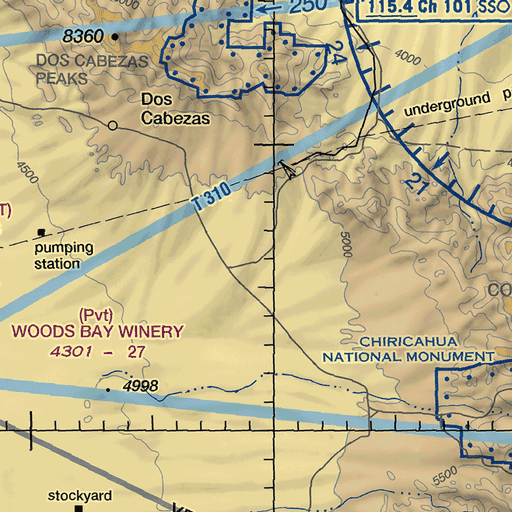 250
115.4 Ch 101 SSO
8360
24
4000
DOS CABEZAS
PEAKS
Dos
Cabezas
underground p
4500
T 310
21
T)
pumping
station
5000
CO
(Pvt)
WOODS BAY WINERY
4301 - 27
CHIRICAHUA
NATIONAL MONUMENT
4998
5500
stockyard